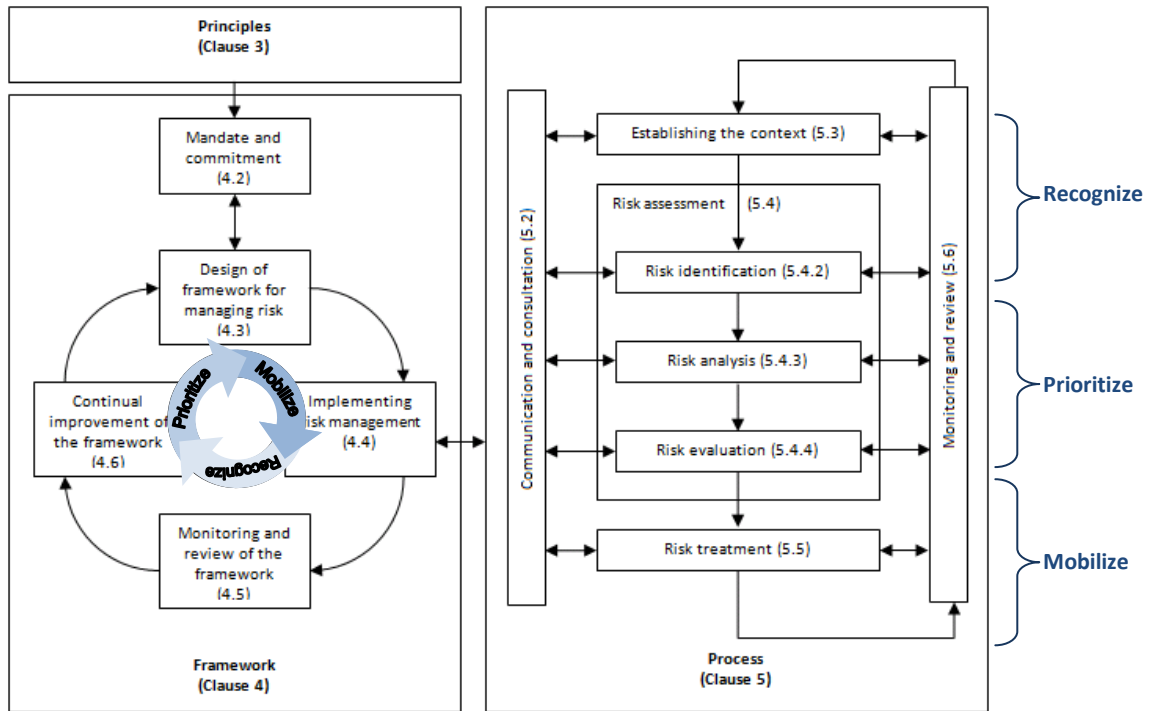 Principles
(Clause 3)
Mandate and
commitment
(4.2)
Design of
framework for
managing risk
(4.3)
Prioritize
Mobilize
Recognize
Continual
improvement of
the framework
(4.6)
Implementing
risk management
(4.4)
Monitoring and
review of the
framework
(4.5)
Framework
(Clause 4)
Communication and consultation (5.2)
Establishing the context (5.3)
Risk assessment (5.4)
Risk identification (5.4.2)
Risk analysis (5.4.3)
Risk evaluation (5.4.4)
Risk treatment (5.5)
Monitoring and review (5.6)
Process
(Clause 5)
Recognize
Prioritize
Mobilize